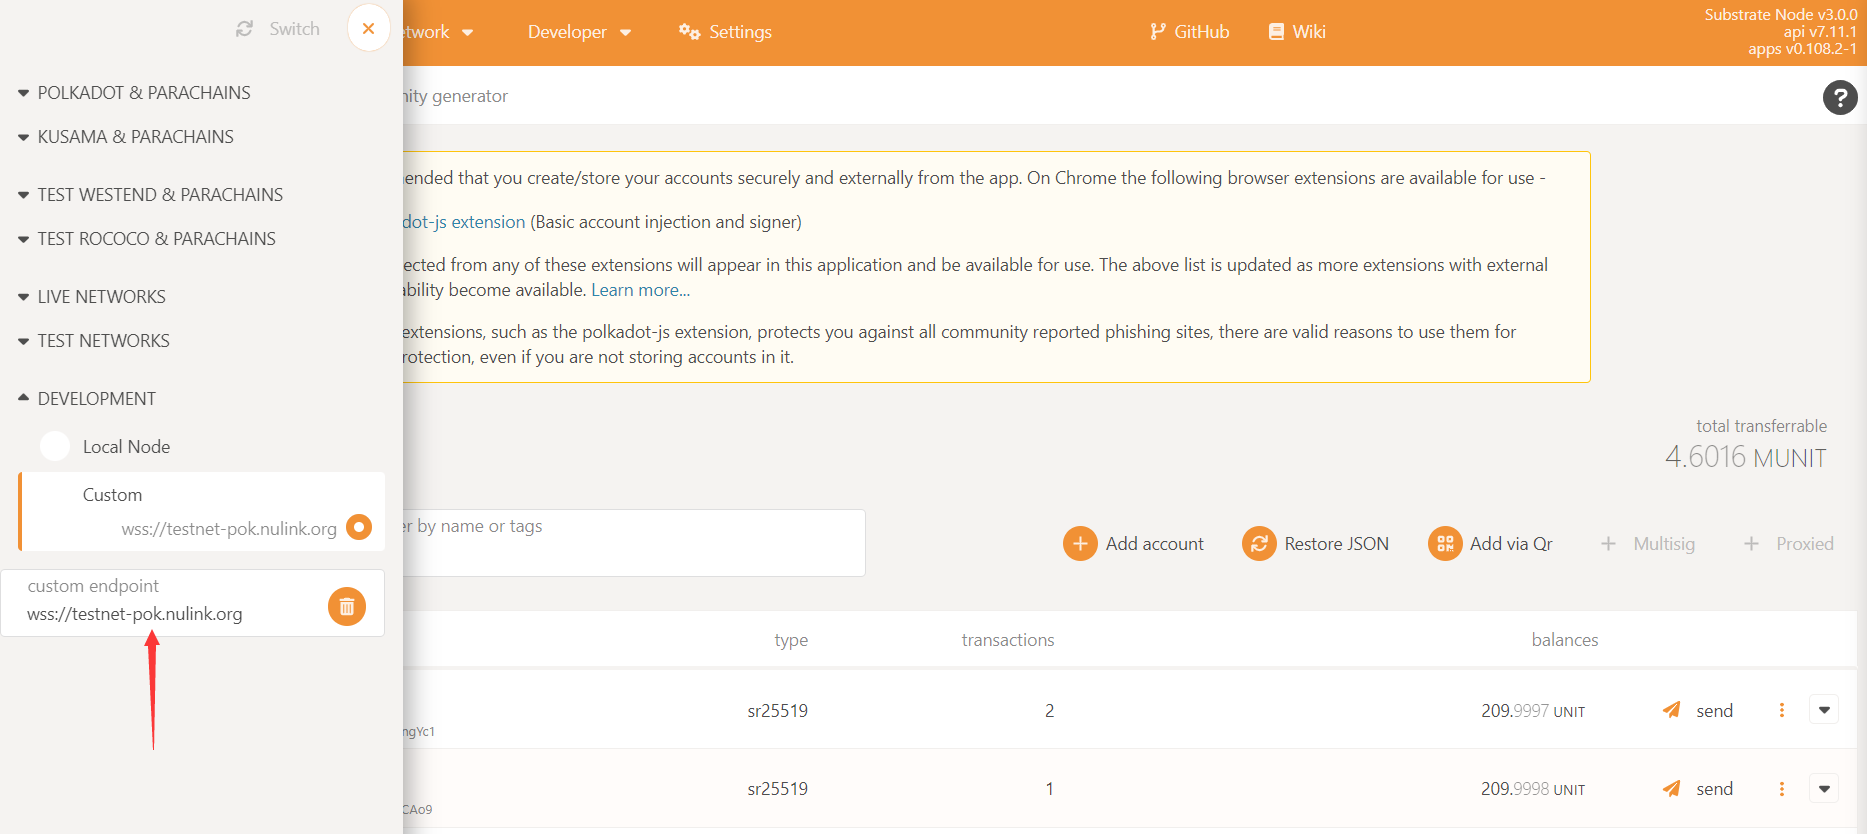 Switch
etwork
Developer
Settings
GitHub
Wiki
Substrate Node v3.0.0
api v7.11.1
apps v0.108.2-1
POLKADOT & PARACHAINS
KUSAMA & PARACHAINS
TEST WESTEND & PARACHAINS
TEST ROCOCO & PARACHAINS
LIVE NETWORKS
TEST NETWORKS
DEVELOPMENT
Local Node
Custom
wss://testnet-pok.nulink.org
custom endpoint
wss://testnet-pok.nulink.org
nity generator
?
ended that you create/store your accounts securely and externally from the app. On Chrome the following browser extensions are available for use -
dot-js extension (Basic account injection and signer)
ected from any of these extensions will appear in this application and be available for use. The above list is updated as more extensions with external
ability become available. Learn more...
extensions, such as the polkadot-js extension, protects you against all community reported phishing sites, there are valid reasons to use them for
rotection, even if you are not storing accounts in it.
total transferrable
4.6016 MUNIT
er by name or tags
Add account
Restore JSON
Add via Qr
Multisig
Proxied
type transactions balances
ngYc1
sr25519 2 209.9997 UNIT send
CAo9
sr25519 1 209.9998 UNIT send